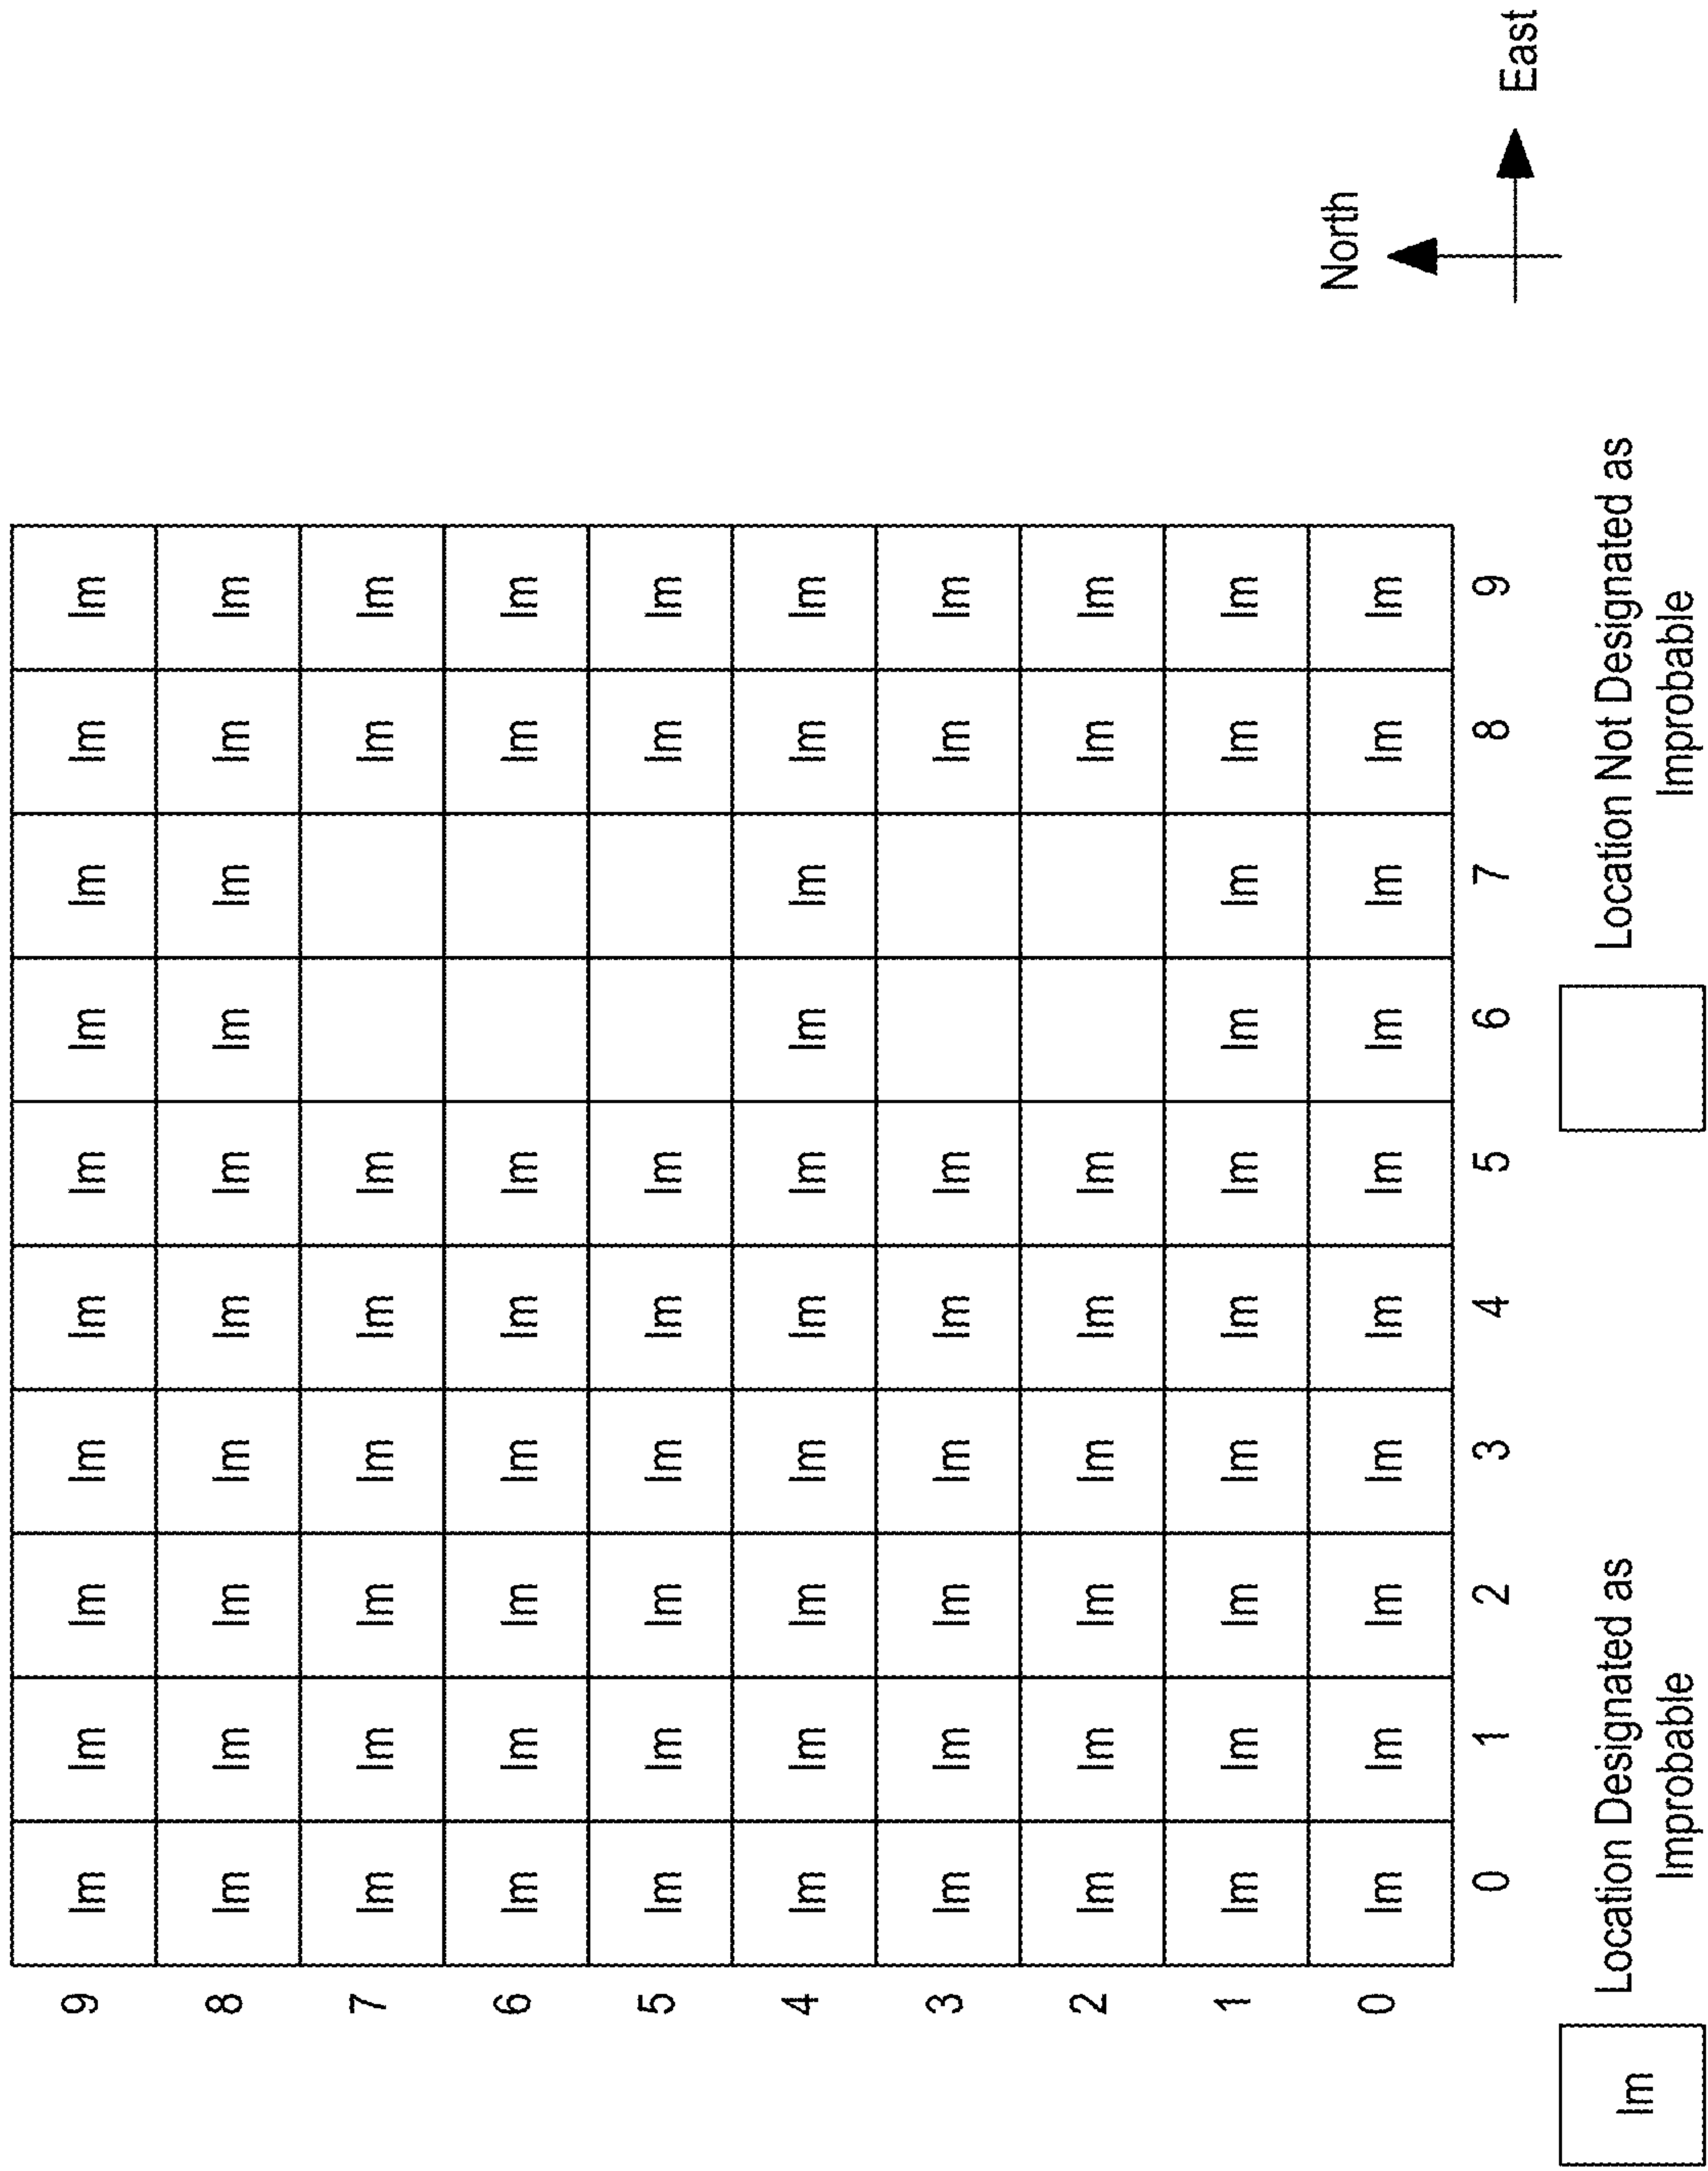 9 Im Im Im Im Im Im Im Im Im Im
8 Im Im Im Im Im Im Im Im Im Im
7 Im Im Im Im Im Im Im Im
6 Im Im Im Im Im Im Im Im
5 Im Im Im Im Im Im Im Im
4 Im Im Im Im Im Im Im Im Im Im
3 Im Im Im Im Im Im Im Im
2 Im Im Im Im Im Im Im Im
1 Im Im Im Im Im Im Im Im Im Im
0 Im Im Im Im Im Im Im Im Im Im
0 1 2 3 4 5 6 7 8 9
North
East
Im
Location Designated as
Improbable
Location Not Designated as
Improbable